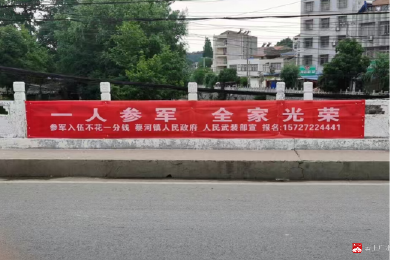 一人参军 全家光荣
参军入伍不花一分钱 蔡河镇人民政府 人民武装部宣 报名:15727224441